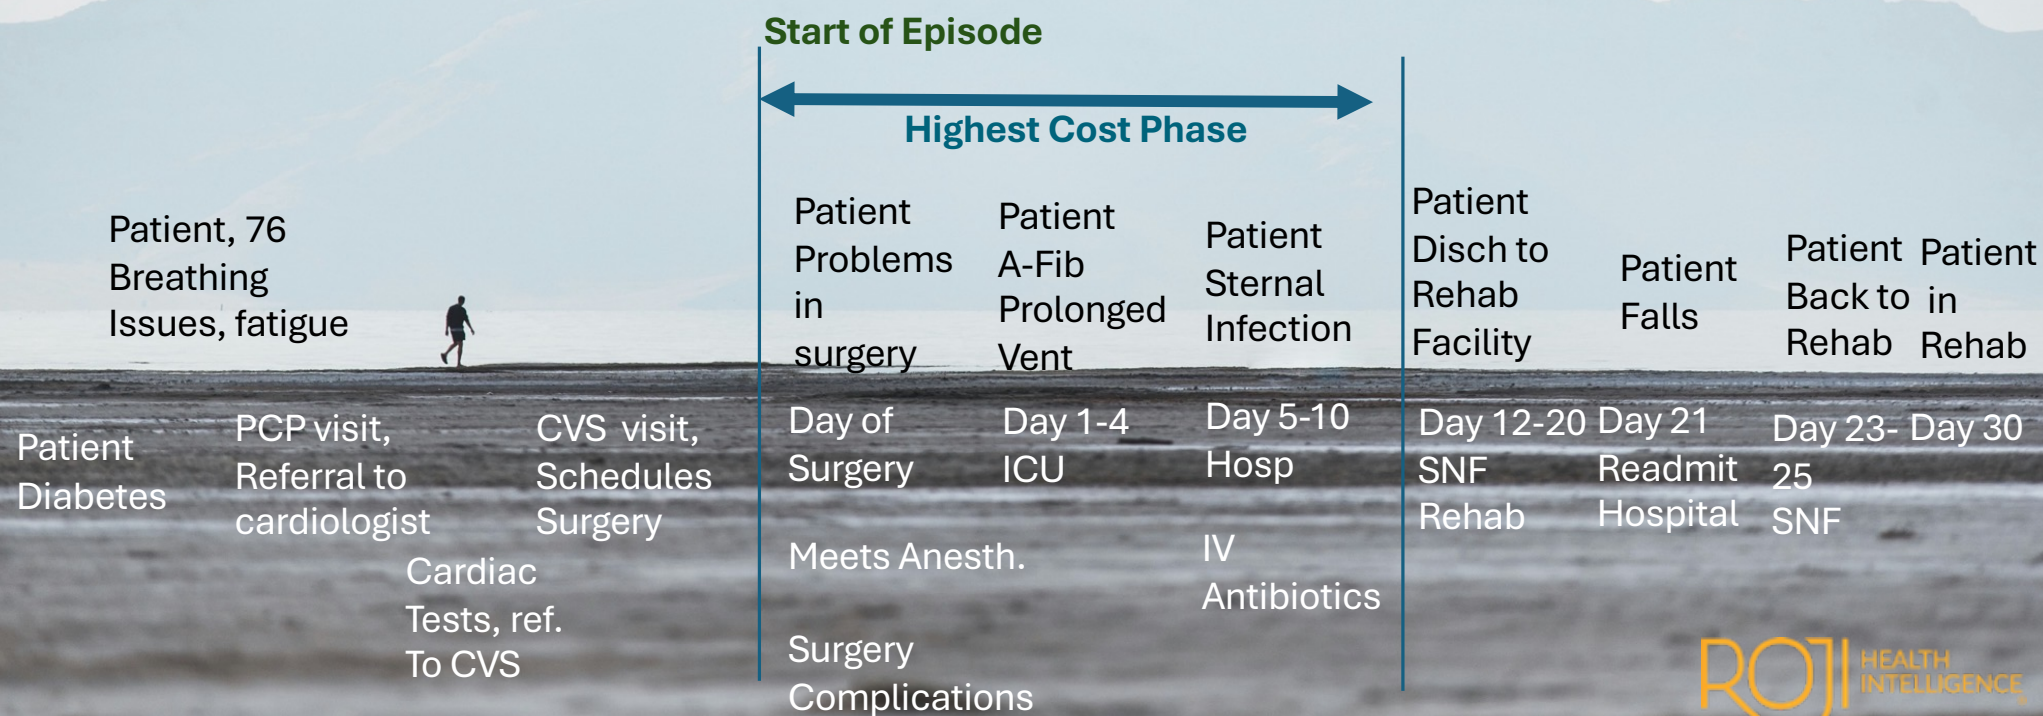 Start of Episode
Highest Cost Phase
Patient, 76
Breathing
Issues, fatigue
Patient
Problems
in
surgery
Patient
A-Fib
Prolonged
Vent
Patient
Sternal
Infection
Patient
Disch to
Rehab
Facility
Patient
Falls
Patient
Back to
Rehab
Patient
in
Rehab
Patient
Diabetes
PCP visit,
Referral to
cardiologist
Cardiac
Tests, ref.
To CVS
CVS visit,
Schedules
Surgery
Day of
Surgery
Meets Anesth.
Surgery
Complications
Day 1-4
ICU
Day 5-10
Hosp
IV
Antibiotics
Day 12-20
SNF
Rehab
Day 21
Readmit
Hospital
Day 23-
25
SNF
Day 30
ROJI
HEALTH
INTELLIGENCE